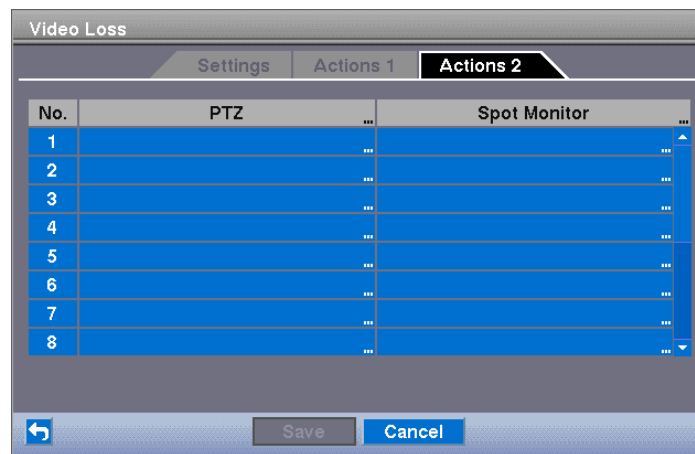 Video Loss
Settings Actions 1 Actions 2
No. PTZ ... Spot Monitor ...
1 ... ...
2 ... ...
3 ... ...
4 ... ...
5 ... ...
6 ... ...
7 ... ...
8 ... ...
Save Cancel